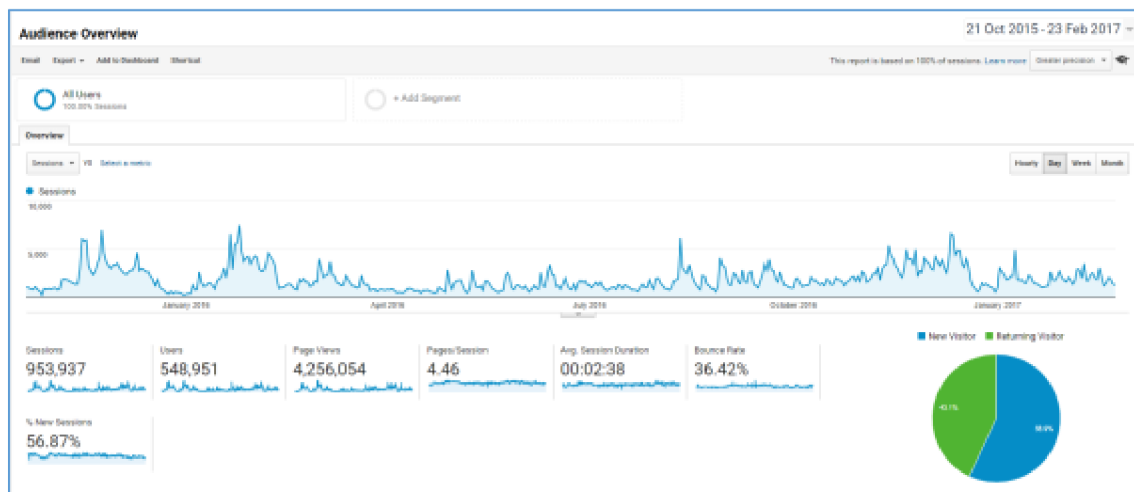 Audience Overview
21 Oct 2015 - 23 Feb 2017
Email Export Add to Dashboard Shortcut
This report is based on 100% of sessions. Learn more Greater precision
All Users
100.00% Sessions
+ Add Segment
Overview
Sessions VS Select a metric
Hourly Day Week Month
Sessions
10,000
5,000
January 2016 April 2016 July 2016 October 2016 January 2017
New Visitor Returning Visitor
Sessions Users Page Views Pages/Session Avg. Session Duration Bounce Rate
953,937 548,951 4,256,054 4.46 00:02:38 36.42%
43.1%
56.9%
% New Sessions
56.87%